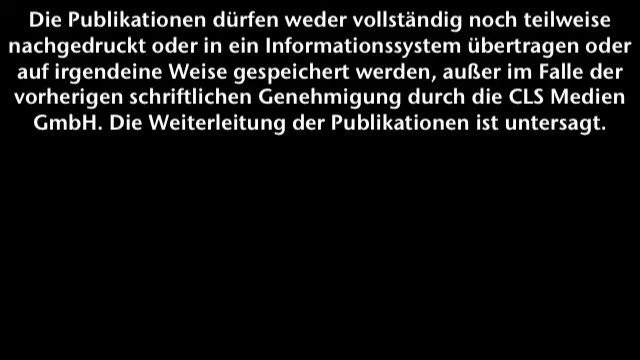 Die Publikationen dürfen weder vollständig noch teilweise
nachgedruckt oder in ein Informationssystem übertragen oder
auf irgendeine Weise gespeichert werden, außer im Falle der
vorherigen schriftlichen Genehmigung durch die CLS Medien
GmbH. Die Weiterleitung der Publikationen ist untersagt.